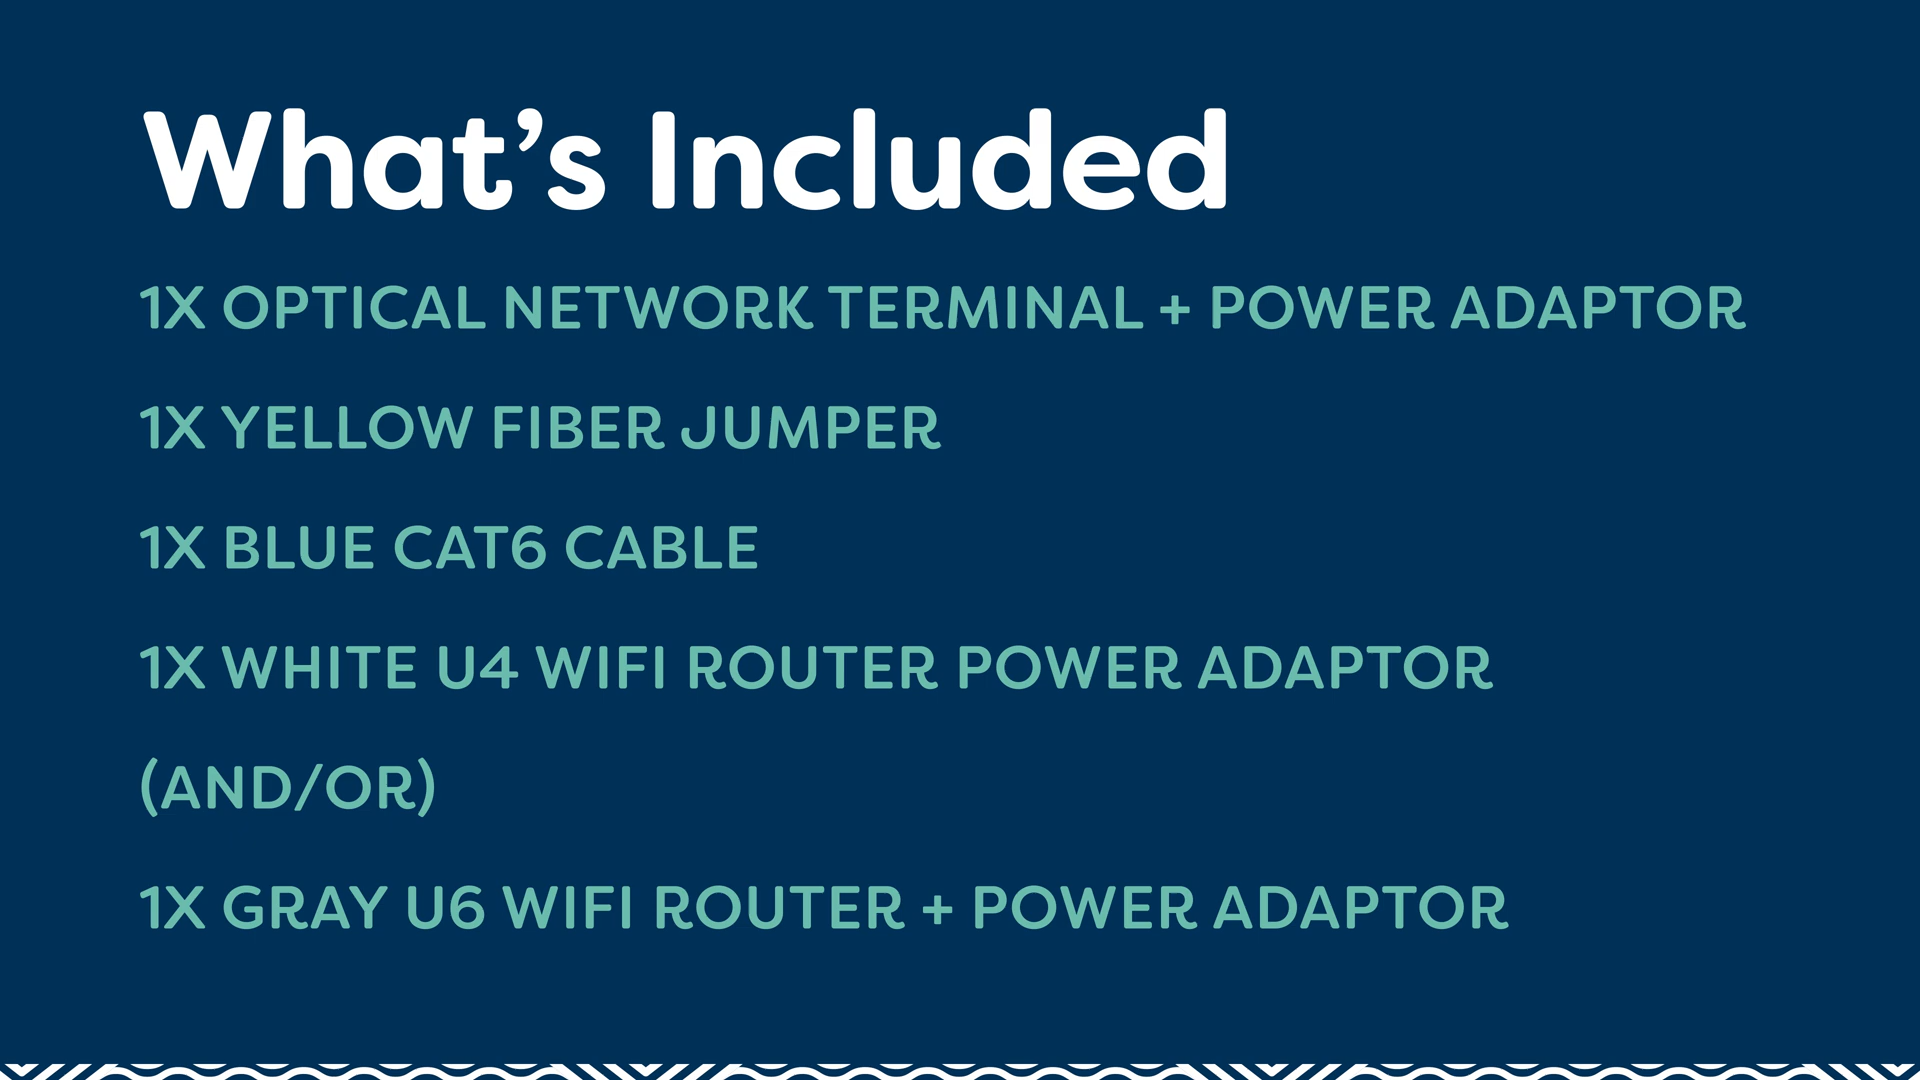 What’s Included
1X OPTICAL NETWORK TERMINAL + POWER ADAPTOR
1X YELLOW FIBER JUMPER
1X BLUE CAT6 CABLE
1X WHITE U4 WIFI ROUTER POWER ADAPTOR
(AND/OR)
1X GRAY U6 WIFI ROUTER + POWER ADAPTOR